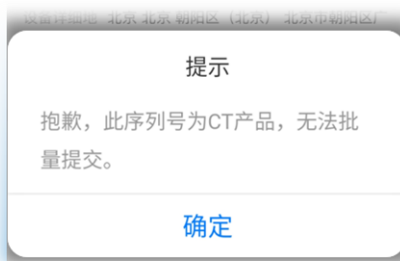 设备详细地 北京 北京 朝阳区（北京） 北京市朝阳区广
提示
抱歉，此序列号为CT产品，无法批
量提交。
确定